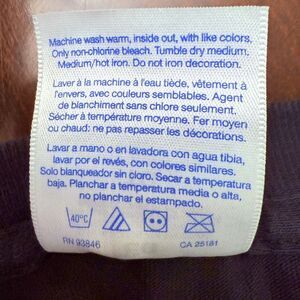 Machine wash warm, inside out, with like colors.
Only non-chlorine bleach. Tumble dry medium.
Medium/hot iron. Do not iron decoration.
Laver à la machine à l'eau tiède, vêtement à
l'envers, avec couleurs semblables. Agent
de blanchiment sans chlore seulement.
Sécher à température moyenne. Fer moyen
ou chaud: ne pas repasser les décorations.
Lavar a mano o en lavadora con agua tibia,
lavar por el revés, con colores similares.
Solo blanqueador sin cloro. Secar a temperatura
baja. Planchar a temperatura media o alta,
no planchar el estampado.
40°C
RN 93846 CA 25181